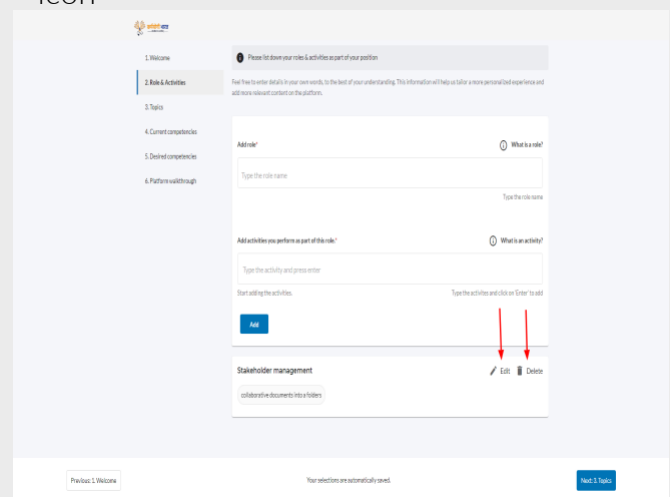 icon
1. Welcome
2. Role & Activities
3. Topics
4. Current competencies
5. Desired competencies
6. Platform walkthrough
Please list down your roles & activities as part of your position
Feel free to enter details in your own words, to the best of your understanding. This information will help us tailor a more personalized experience and
add more relevant content on the platform.
Add role*
What is a role?
Type the role name
Type the role name
Add activities you perform as part of this role.*
What is an activity?
Type the activity and press enter
Start adding the activities.
Type the activites and click on 'Enter' to add
Add
Stakeholder management
Edit
Delete
collaborative documents into a folders
Previous: 1. Welcome
Your selections are automatically saved.
Next: 3. Topics